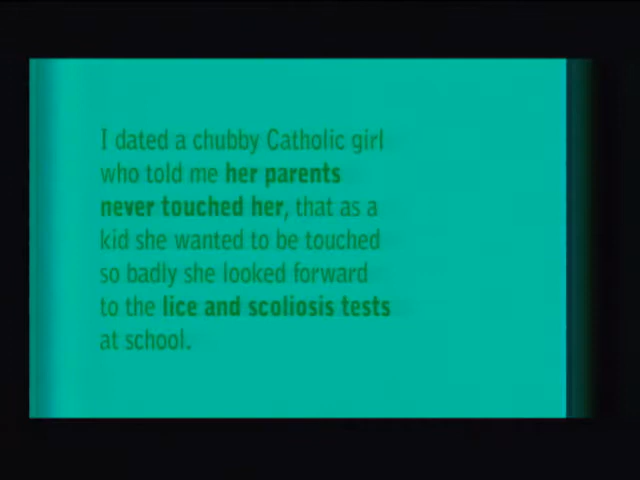 I dated a chubby Catholic girl
who told me her parents
never touched her, that as a
kid she wanted to be touched
so badly she looked forward
to the lice and scoliosis tests
at school.